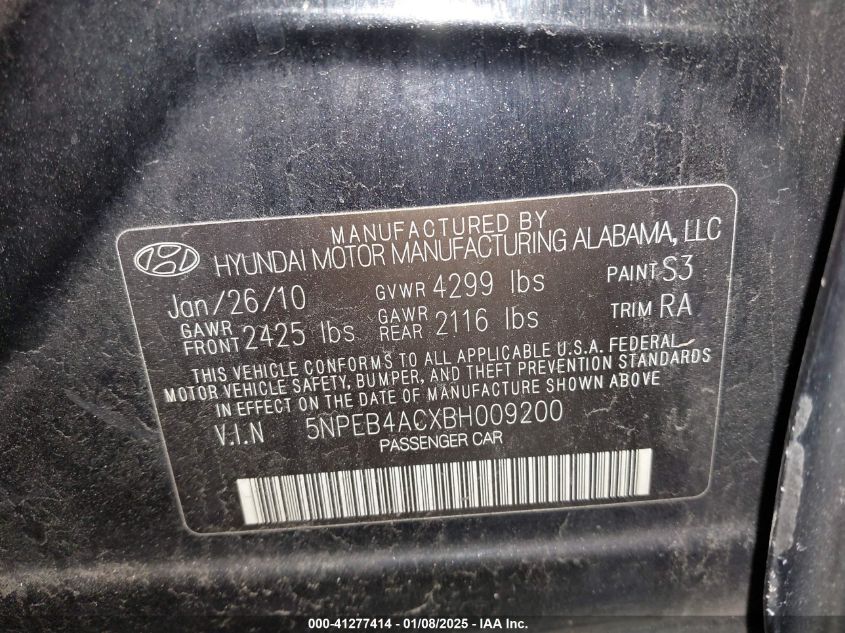 MANUFACTURED BY
HYUNDAI MOTOR MANUFACTURING ALABAMA, LLC
Jan/26/10 GVWR 4299 lbs PAINT S3
GAWR FRONT 2425 lbs GAWR REAR 2116 lbs TRIM RA
THIS VEHICLE CONFORMS TO ALL APPLICABLE U.S.A. FEDERAL
MOTOR VEHICLE SAFETY, BUMPER, AND THEFT PREVENTION STANDARDS
IN EFFECT ON THE DATE OF MANUFACTURE SHOWN ABOVE
V.I.N 5NPEB4ACXBH009200
PASSENGER CAR
000-41277414 - 01/08/2025 - IAA Inc.